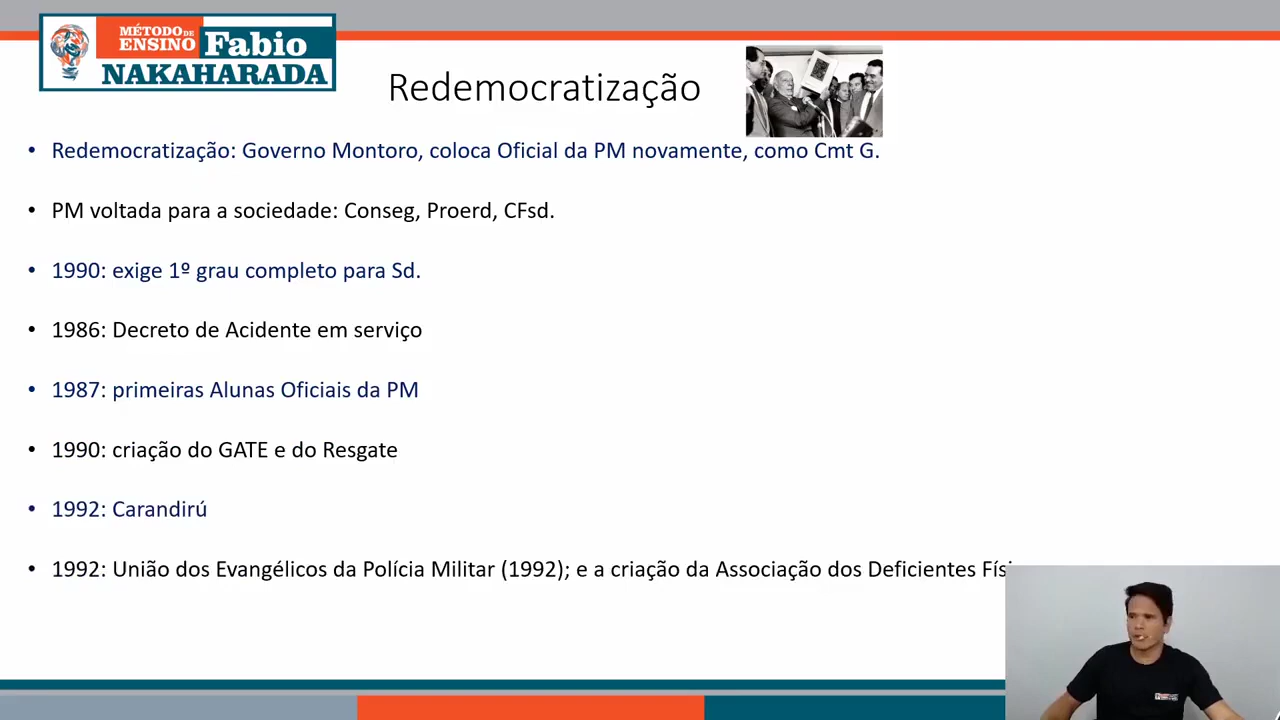 MÉTODO DE
ENSINO Fabio
NAKAHARADA
Redemocratização
• Redemocratização: Governo Montoro, coloca Oficial da PM novamente, como Cmt G.
• PM voltada para a sociedade: Conseg, Proerd, CFsd.
• 1990: exige 1º grau completo para Sd.
• 1986: Decreto de Acidente em serviço
• 1987: primeiras Alunas Oficiais da PM
• 1990: criação do GATE e do Resgate
• 1992: Carandirú
• 1992: União dos Evangélicos da Polícia Militar (1992); e a criação da Associação dos Deficientes